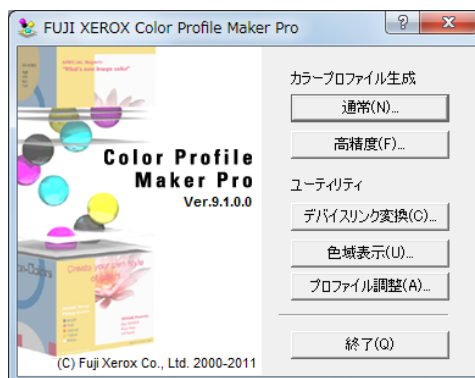 FUJI XEROX Color Profile Maker Pro
SPECIAL Reports
"What's your image color"
Color Profile
Maker Pro
Ver.9.1.0.0
Create your own style
(C) Fuji Xerox Co., Ltd. 2000-2011
カラープロファイル生成
通常(N)...
高精度(F)...
ユーティリティ
デバイスリンク変換(C)...
色域表示(U)...
プロファイル調整(A)...
終了(Q)